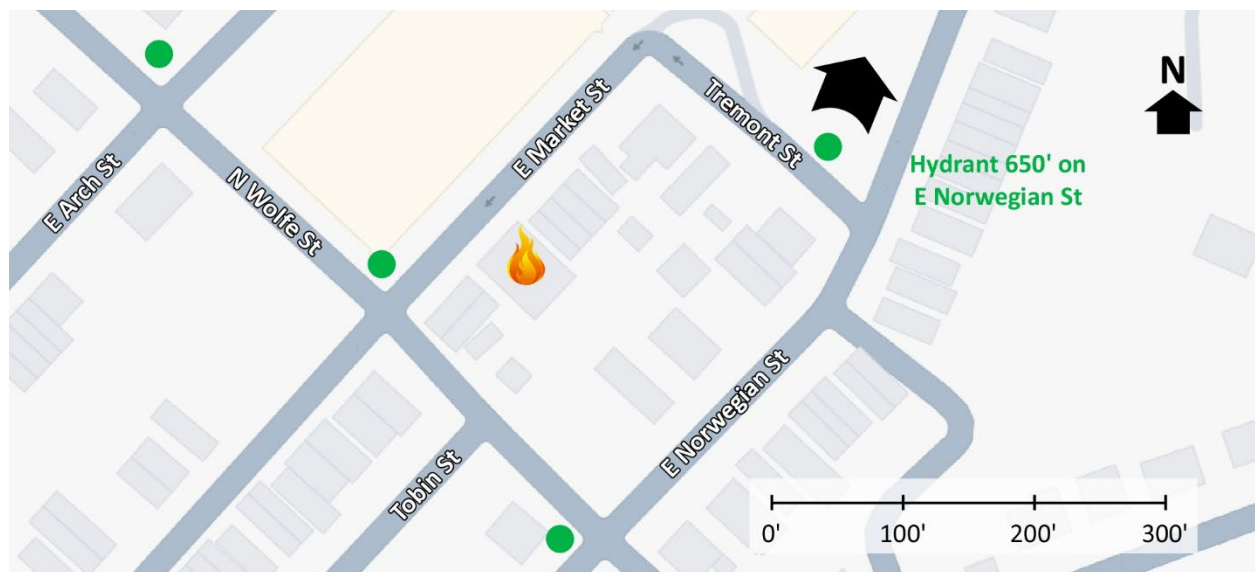 E Market St
Tremont St
N
Hydrant 650' on
E Norwegian St
E Arch St
N Wolfe St
E Norwegian St
Tobin St
0'
100'
200'
300'